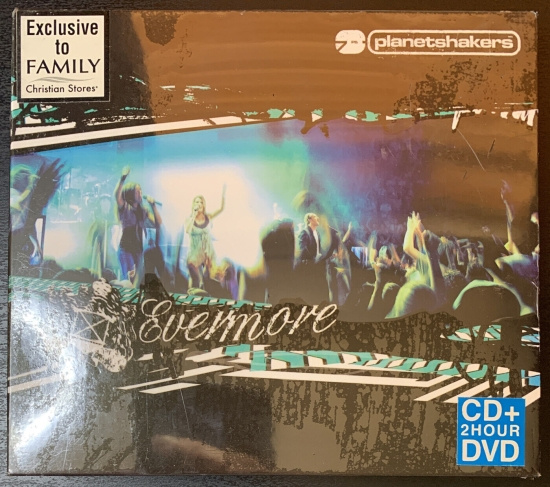 Exclusive
to
FAMILY
Christian Stores
planetshakers
Evermore
CD+
2HOUR
DVD